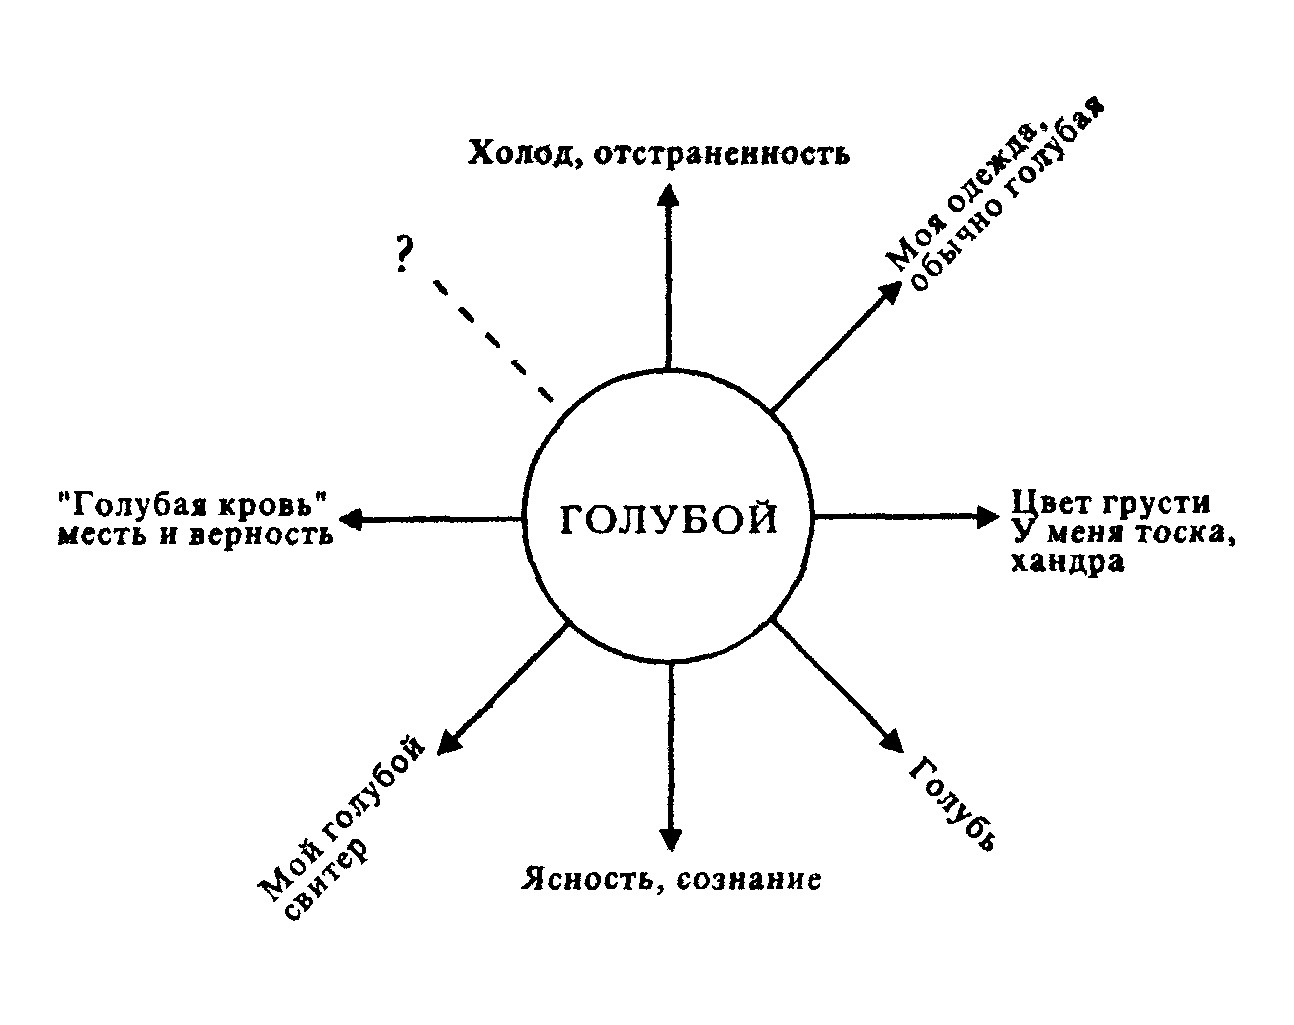 Холод, отстраненность
Моя одежда,
обычно голубая
?
"Голубая кровь"
месть и верность
ГОЛУБОЙ
Цвет грусти
У меня тоска,
хандра
Мой голубой
свитер
Голубь
Ясность, сознание